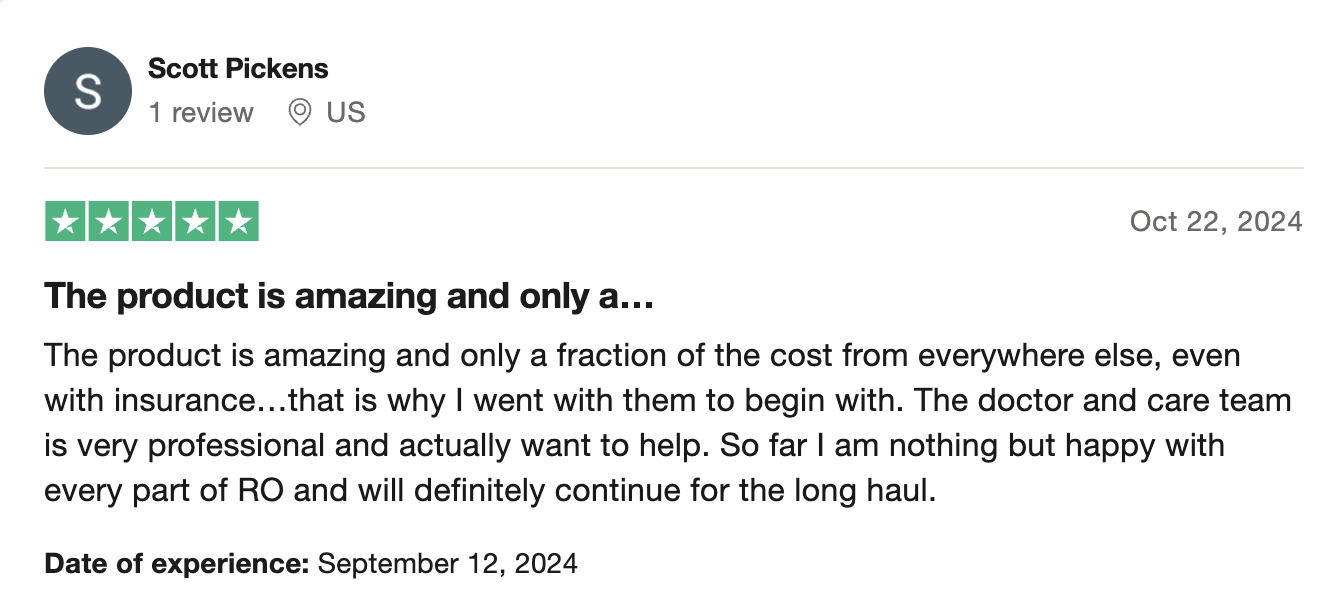 S
Scott Pickens
1 review US
Oct 22, 2024
The product is amazing and only a…
The product is amazing and only a fraction of the cost from everywhere else, even
with insurance…that is why I went with them to begin with. The doctor and care team
is very professional and actually want to help. So far I am nothing but happy with
every part of RO and will definitely continue for the long haul.
Date of experience: September 12, 2024